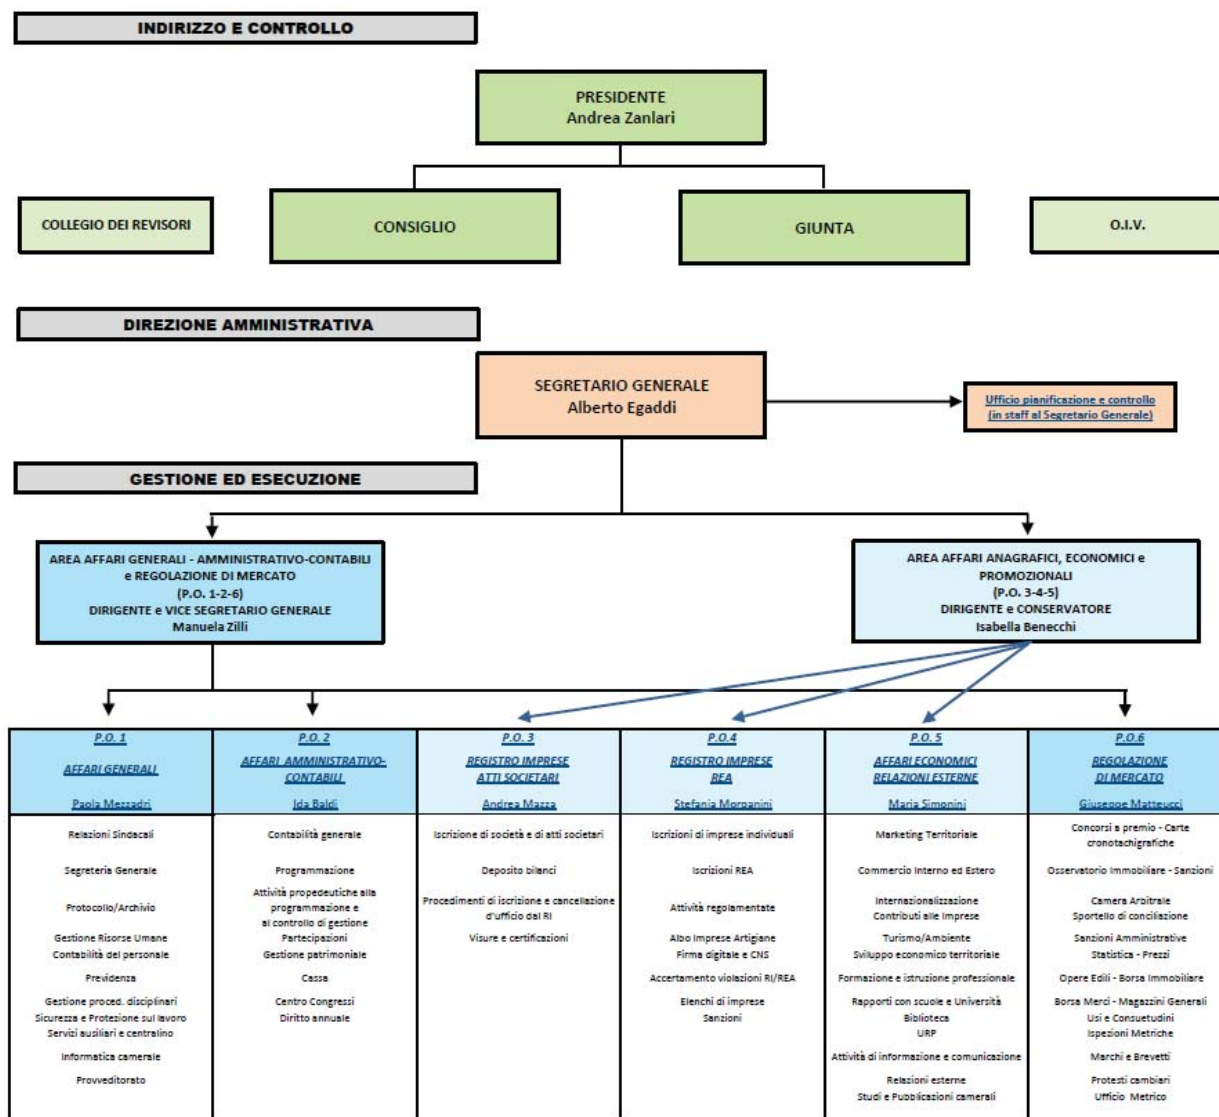 INDIRIZZO E CONTROLLO
PRESIDENTE
Andrea Zanlari
COLLEGIO DEI REVISORI
CONSIGLIO
GIUNTA
O.I.V.
DIREZIONE AMMINISTRATIVA
SEGRETARIO GENERALE
Alberto Egaddi
Ufficio pianificazione e controllo
(in staff al Segretario Generale)
GESTIONE ED ESECUZIONE
AREA AFFARI GENERALI - AMMINISTRATIVO-CONTABILI
e REGOLAZIONE DI MERCATO
(P.O. 1-2-6)
DIRIGENTE e VICE SEGRETARIO GENERALE
Manuela Zilli
AREA AFFARI ANAGRAFICI, ECONOMICI e
PROMOZIONALI
(P.O. 3-4-5)
DIRIGENTE e CONSERVATORE
Isabella Benecchi
P.O. 1
AFFARI GENERALI
Paola Mezzadri
Relazioni Sindacali
Segreteria Generale
Protocollo/Archivio
Gestione Risorse Umane
Contabilità del personale
Previdenza
Gestione proced. disciplinari
Sicurezza e Protezione sul lavoro
Servizi ausiliari e centralino
Informatica camerale
Provveditorato
P.O. 2
AFFARI AMMINISTRATIVO-
CONTABILI
Ida Baldi
Contabilità generale
Programmazione
Attività propedeutiche alla
programmazione e
al controllo di gestione
Partecipazioni
Gestione patrimoniale
Cassa
Centro Congressi
Diritto annuale
P.O. 3
REGISTRO IMPRESE
ATTI SOCIETARI
Andrea Mazza
Iscrizione di società e di atti societari
Deposito bilanci
Procedimenti di iscrizione e cancellazione
d'ufficio dal RI
Visure e certificazioni
P.O.4
REGISTRO IMPRESE
REA
Stefania Morganini
Iscrizioni di imprese individuali
Iscrizioni REA
Attività regolamentate
Albo Imprese Artigiane
Firma digitale e CNS
Accertamento violazioni RI/REA
Elenchi di imprese
Sanzioni
P.O. 5
AFFARI ECONOMICI
RELAZIONI ESTERNE
Maria Simonini
Marketing Territoriale
Commercio Interno ed Estero
Internazionalizzazione
Contributi alle Imprese
Turismo/Ambiente
Sviluppo economico territoriale
Formazione e istruzione professionale
Rapporti con scuole e Università
Biblioteca
URP
Attività di informazione e comunicazione
Relazioni esterne
Studi e Pubblicazioni camerali
P.O.6
REGOLAZIONE
DI MERCATO
Giuseppe Matteucci
Concorsi a premio - Carte
cronotachigrafiche
Osservatorio Immobiliare - Sanzioni
Camera Arbitrale
Sportello di conciliazione
Sanzioni Amministrative
Statistica - Prezzi
Opere Edili - Borsa Immobiliare
Borsa Merci - Magazzini Generali
Usi e Consuetudini
Ispezioni Metriche
Marchi e Brevetti
Protesti cambiari
Ufficio Metrico